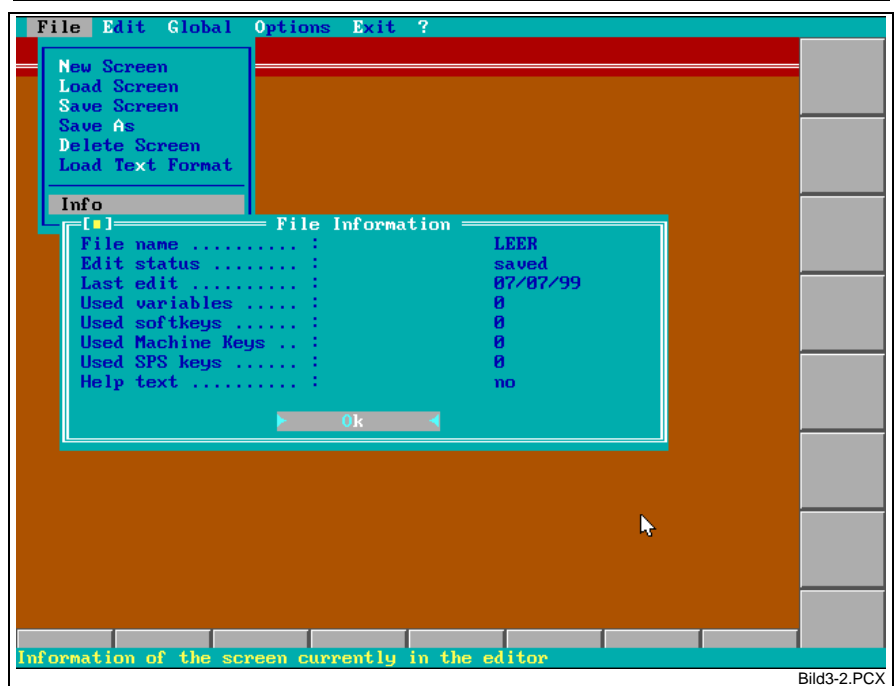 File Edit Global Options Exit ?
New Screen
Load Screen
Save Screen
Save As
Delete Screen
Load Text Format
Info
[■] File Information
File name .......... : LEER
Edit status ........ : saved
Last edit .......... : 07/07/99
Used variables ..... : 0
Used softkeys ...... : 0
Used Machine Keys .. : 0
Used SPS keys ...... : 0
Help text .......... : no
Ok
Information of the screen currently in the editor
Bild3-2.PCX